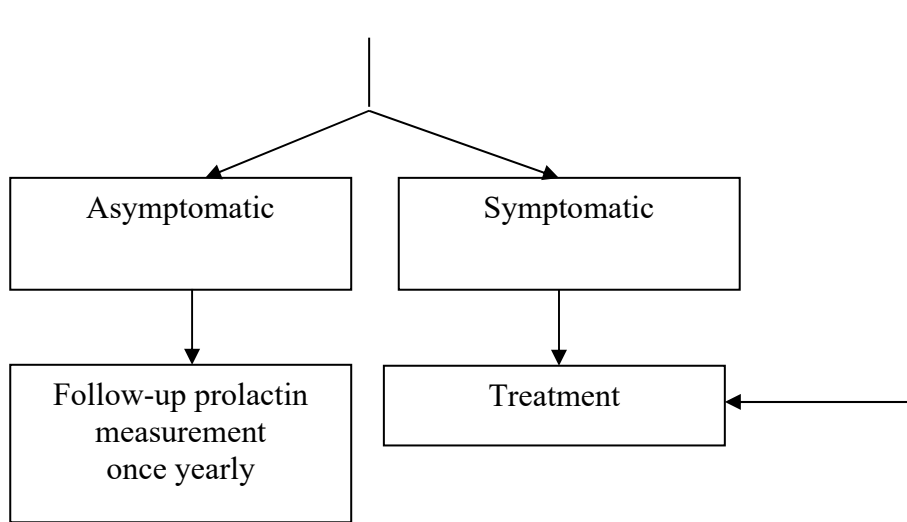 Asymptomatic
Symptomatic
Follow-up prolactin
measurement
once yearly
Treatment